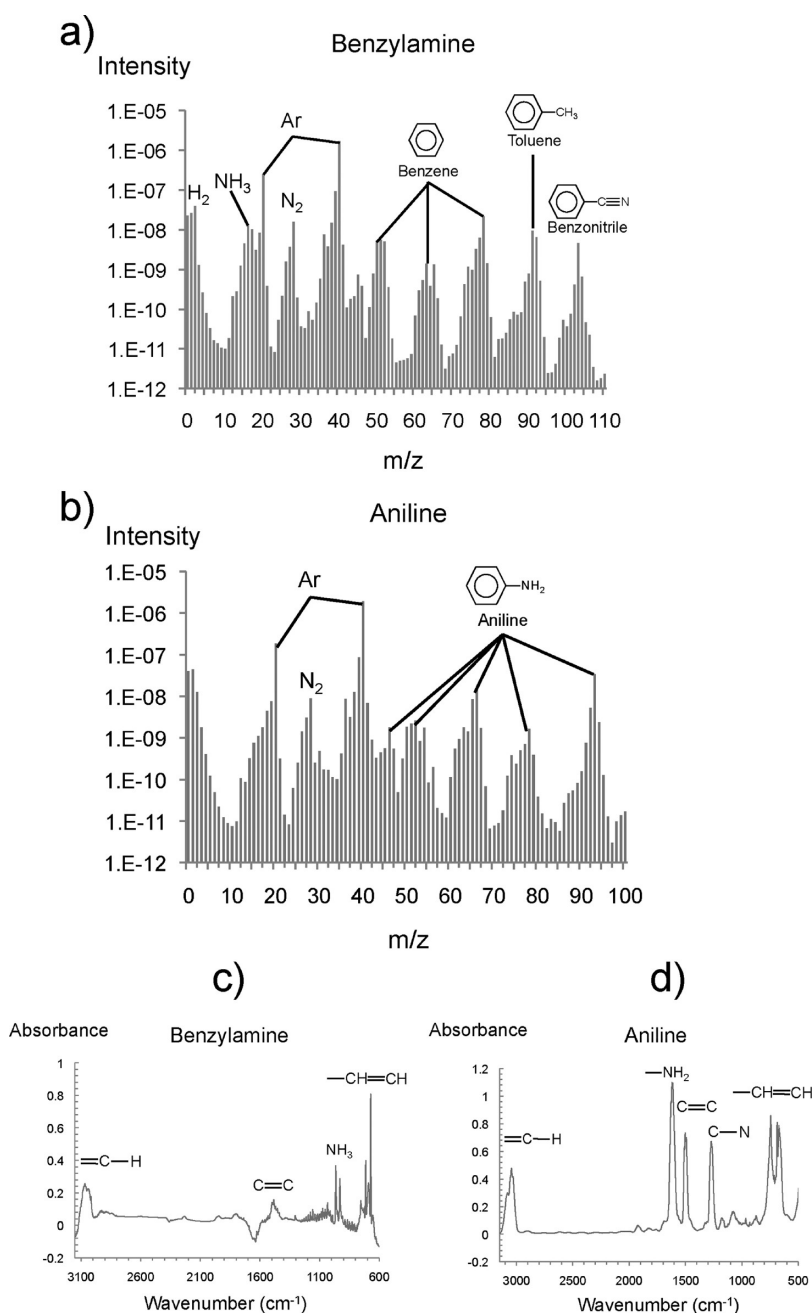 a)
Benzylamine
Intensity
1.E-05
1.E-06
1.E-07
1.E-08
1.E-09
1.E-10
1.E-11
1.E-12
H2
NH3
Ar
N2
Benzene
CH3
Toluene
C≡N
Benzonitrile
0 10 20 30 40 50 60 70 80 90 100 110
m/z
b)
Aniline
Intensity
1.E-05
1.E-06
1.E-07
1.E-08
1.E-09
1.E-10
1.E-11
1.E-12
Ar
N2
NH2
Aniline
0 10 20 30 40 50 60 70 80 90 100
m/z
c)
Absorbance
Benzylamine
1
0.8
0.6
0.4
0.2
0
-0.2
=C—H
C=C
NH3
—CH=CH
3100 2600 2100 1600 1100 600
Wavenumber (cm-1)
d)
Absorbance
Aniline
1.2
1
0.8
0.6
0.4
0.2
0
-0.2
=C—H
—NH2
C=C
C—N
—CH=CH
3000 2500 2000 1500 1000 500
Wavenumber (cm-1)